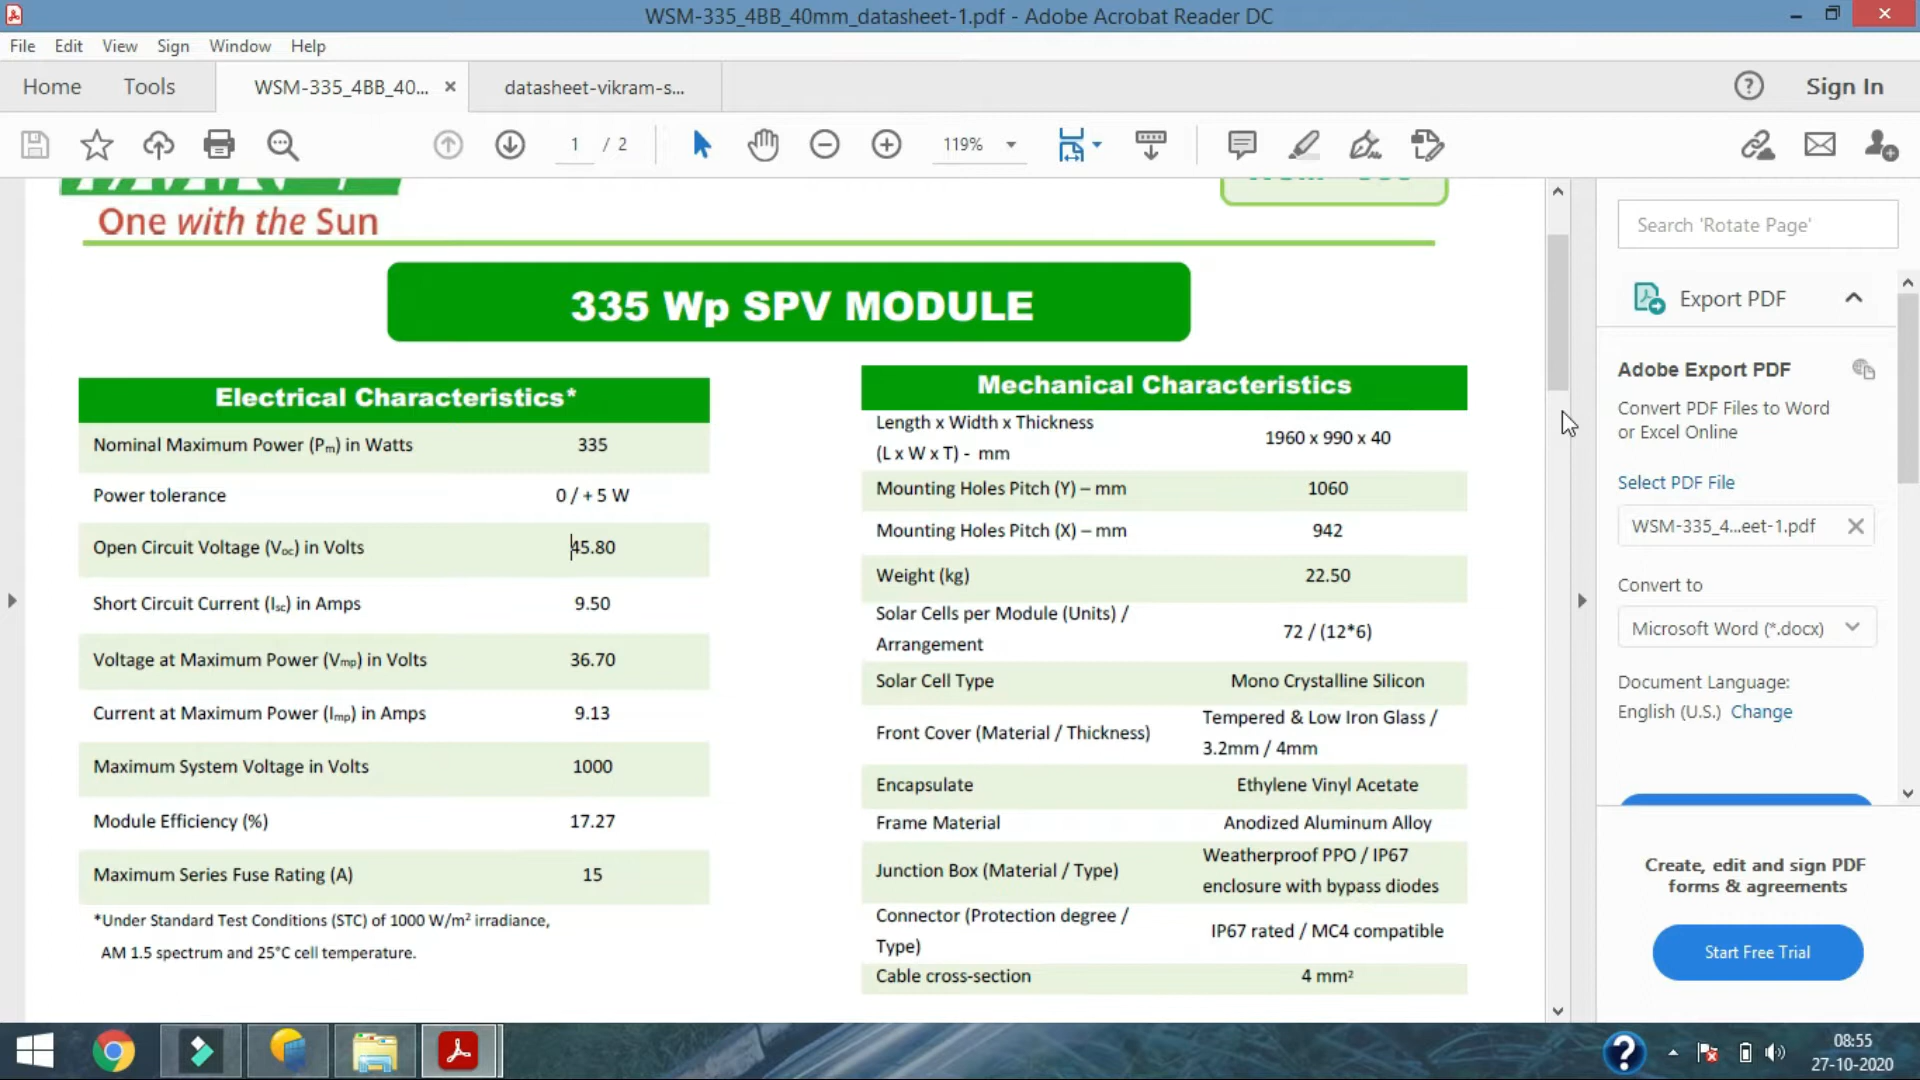 WSM-335_4BB_40mm_datasheet-1.pdf - Adobe Acrobat Reader DC
File Edit View Sign Window Help
Home Tools WSM-335_4BB_40... × datasheet-vikram-s... Sign In
1 / 2 119%
One with the Sun
335 Wp SPV MODULE
Electrical Characteristics*
Nominal Maximum Power (Pm) in Watts 335
Power tolerance 0 / + 5 W
Open Circuit Voltage (Voc) in Volts 45.80
Short Circuit Current (Isc) in Amps 9.50
Voltage at Maximum Power (Vmp) in Volts 36.70
Current at Maximum Power (Imp) in Amps 9.13
Maximum System Voltage in Volts 1000
Module Efficiency (%) 17.27
Maximum Series Fuse Rating (A) 15
*Under Standard Test Conditions (STC) of 1000 W/m² irradiance,
AM 1.5 spectrum and 25°C cell temperature.
Mechanical Characteristics
Length x Width x Thickness
(L x W x T) - mm 1960 x 990 x 40
Mounting Holes Pitch (Y) – mm 1060
Mounting Holes Pitch (X) – mm 942
Weight (kg) 22.50
Solar Cells per Module (Units) /
Arrangement 72 / (12*6)
Solar Cell Type Mono Crystalline Silicon
Front Cover (Material / Thickness) Tempered & Low Iron Glass /
3.2mm / 4mm
Encapsulate Ethylene Vinyl Acetate
Frame Material Anodized Aluminum Alloy
Junction Box (Material / Type) Weatherproof PPO / IP67
enclosure with bypass diodes
Connector (Protection degree /
Type) IP67 rated / MC4 compatible
Cable cross-section 4 mm²
Search 'Rotate Page'
Export PDF
Adobe Export PDF
Convert PDF Files to Word
or Excel Online
Select PDF File
WSM-335_4...eet-1.pdf
Convert to
Microsoft Word (*.docx)
Document Language:
English (U.S.) Change
Create, edit and sign PDF
forms & agreements
Start Free Trial
08:55
27-10-2020